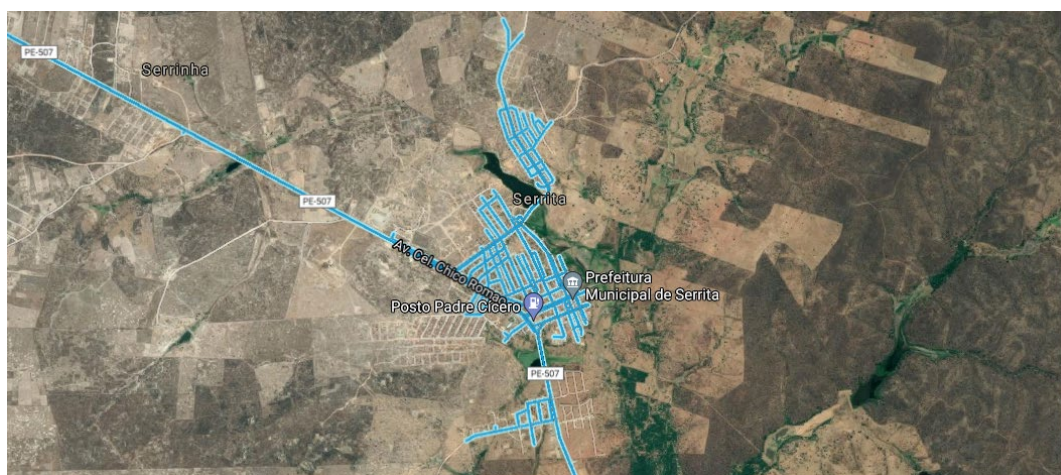 PE-507
Serrinha
PE-507
Serrita
Av. Cel. Chico Romão
Prefeitura
Municipal de Serrita
Posto Padre Cícero
PE-507